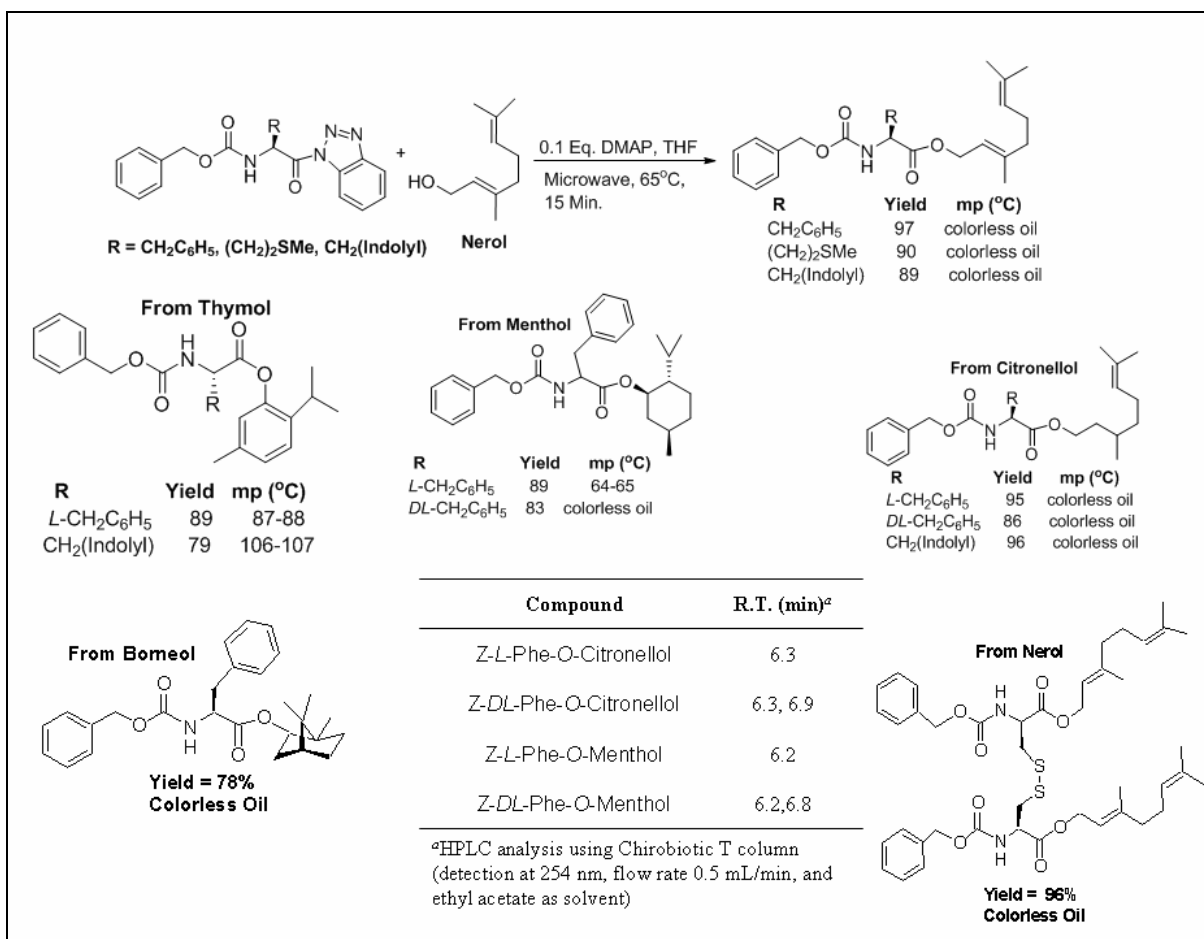 R
O
O
N
H
O
N
N
N
+
HO
Nerol
0.1 Eq. DMAP, THF
Microwave, 65°C,
15 Min.
R
O
O
N
H
O
O
R = CH₂C₆H₅, (CH₂)₂SMe, CH₂(Indolyl)
R Yield mp (°C)
CH₂C₆H₅ 97 colorless oil
(CH₂)₂SMe 90 colorless oil
CH₂(Indolyl) 89 colorless oil
From Thymol
O
O
H
N
O
O
R
R Yield mp (°C)
L-CH₂C₆H₅ 89 87-88
CH₂(Indolyl) 79 106-107
From Menthol
O
O
N
H
O
O
R Yield mp (°C)
L-CH₂C₆H₅ 89 64-65
DL-CH₂C₆H₅ 83 colorless oil
From Citronellol
O
O
N
H
R
O
O
R Yield mp (°C)
L-CH₂C₆H₅ 95 colorless oil
DL-CH₂C₆H₅ 86 colorless oil
CH₂(Indolyl) 96 colorless oil
From Borneol
O
O
N
H
O
O
Yield = 78%
Colorless Oil
Compound R.T. (min)ᵃ
Z-L-Phe-O-Citronellol 6.3
Z-DL-Phe-O-Citronellol 6.3, 6.9
Z-L-Phe-O-Menthol 6.2
Z-DL-Phe-O-Menthol 6.2,6.8
ᵃHPLC analysis using Chirobiotic T column
(detection at 254 nm, flow rate 0.5 mL/min, and
ethyl acetate as solvent)
From Nerol
O
O
N
H
O
O
S
S
O
O
N
H
O
O
Yield = 96%
Colorless Oil